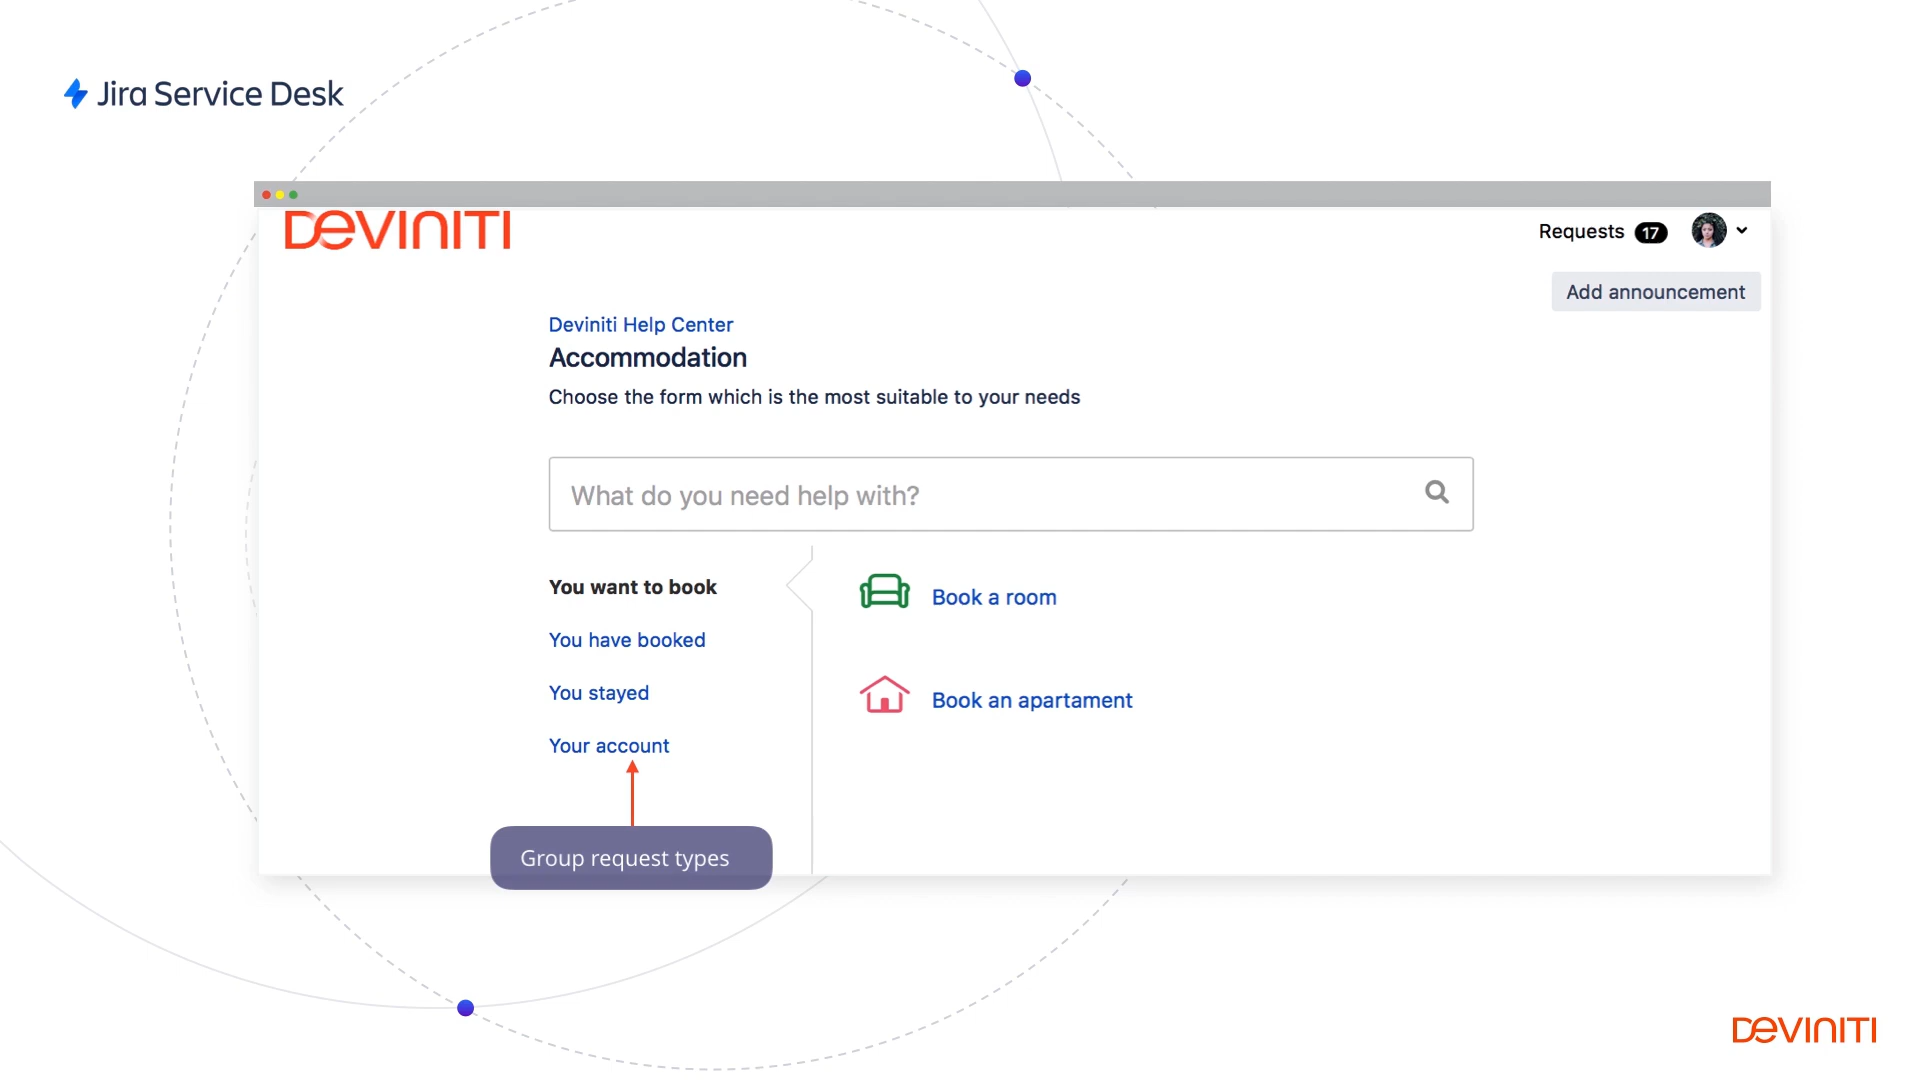 Jira Service Desk
DEVINITI
Requests 17
Add announcement
Deviniti Help Center
Accommodation
Choose the form which is the most suitable to your needs
What do you need help with?
You want to book
You have booked
You stayed
Your account
Book a room
Book an apartament
Group request types
DEVINITI